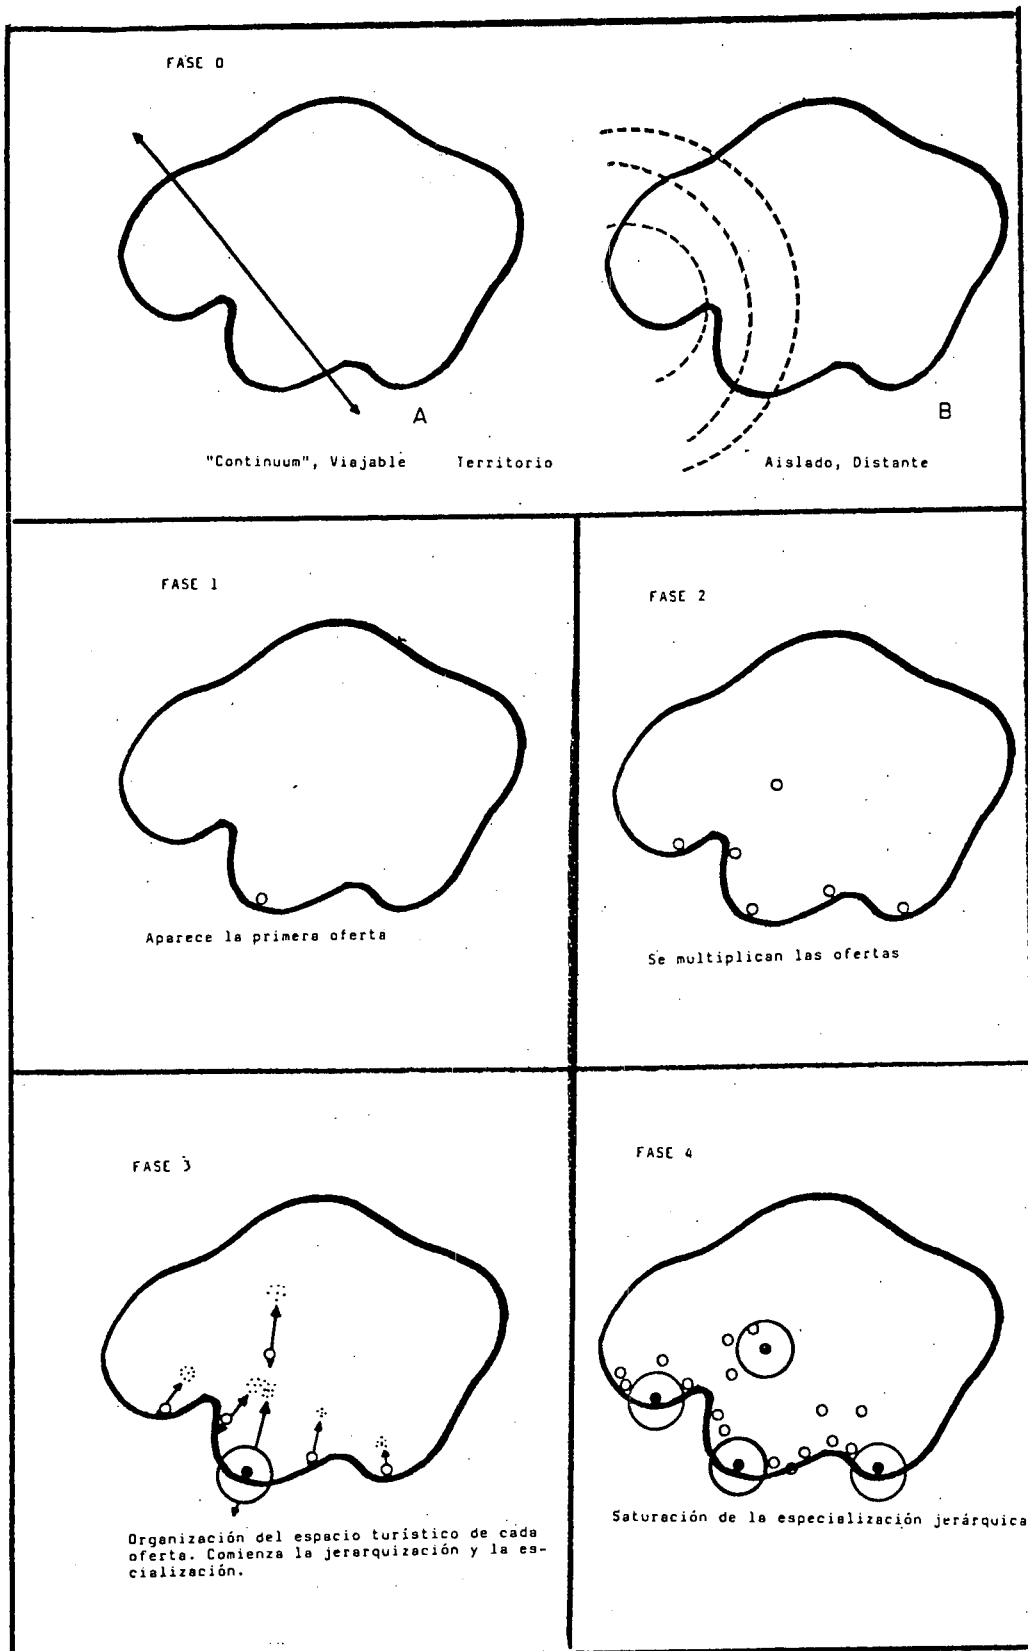 FASE 0
A
B
"Continuum", Viajable Territorio Aislado, Distante
FASE 1
FASE 2
Aparece la primera oferta
Se multiplican las ofertas
FASE 3
FASE 4
Organización del espacio turístico de cada
oferta. Comienza la jerarquización y la es-
cialización.
Saturación de la especialización jerárquica